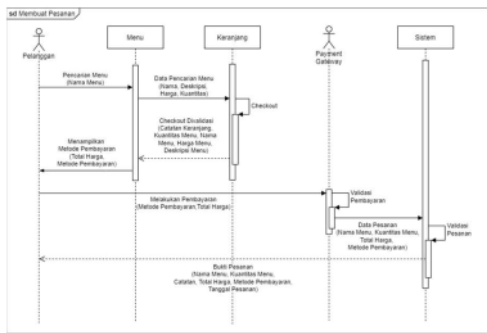 sd Membuat Pesanan
Pelanggan
Menu
Keranjang
Payment
Gateway
Sistem
Pencarian Menu
(Nama Menu)
Data Pencarian Menu
(Nama, Deskripsi,
Harga, Kuantitas)
Checkout
Checkout Divalidasi
(Catatan Keranjang,
Kuantitas Menu, Nama
Menu, Harga Menu,
Deskripsi Menu)
Menampilkan
Metode Pembayaran
(Total Harga,
Metode Pembayaran)
Melakukan Pembayaran
(Metode Pembayaran,Total Harga)
Validasi
Pembayaran
Data Pesanan
(Nama Menu, Kuantitas Menu,
Total Harga,
Metode Pembayaran)
Validasi
Pesanan
Bukti Pesanan
(Nama Menu, Kuantitas Menu,
Catatan, Total Harga, Metode Pembayaran,
Tanggal Pesanan)